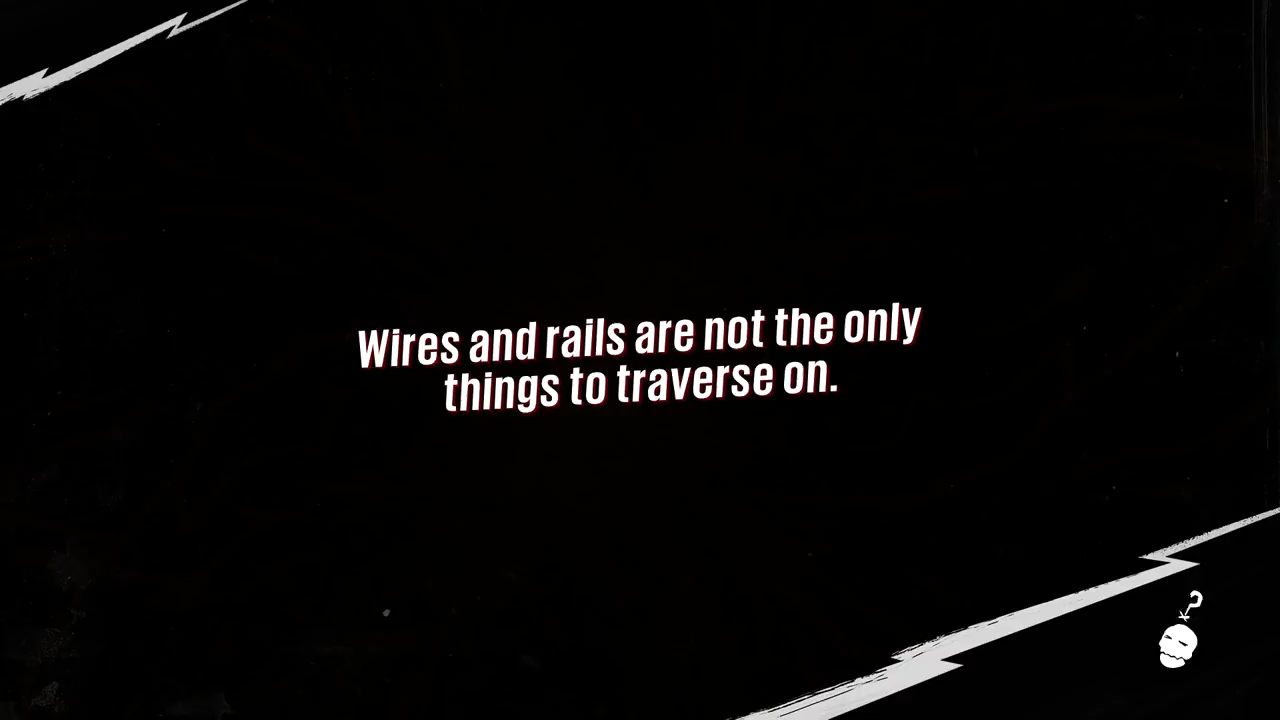 Wires and rails are not the only
things to traverse on.